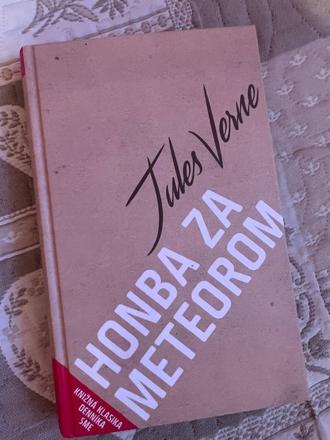 Jules Verne
HONBA ZA
METEOROM
KNIŽNÁ KLASIKA
DENNÍKA
SME